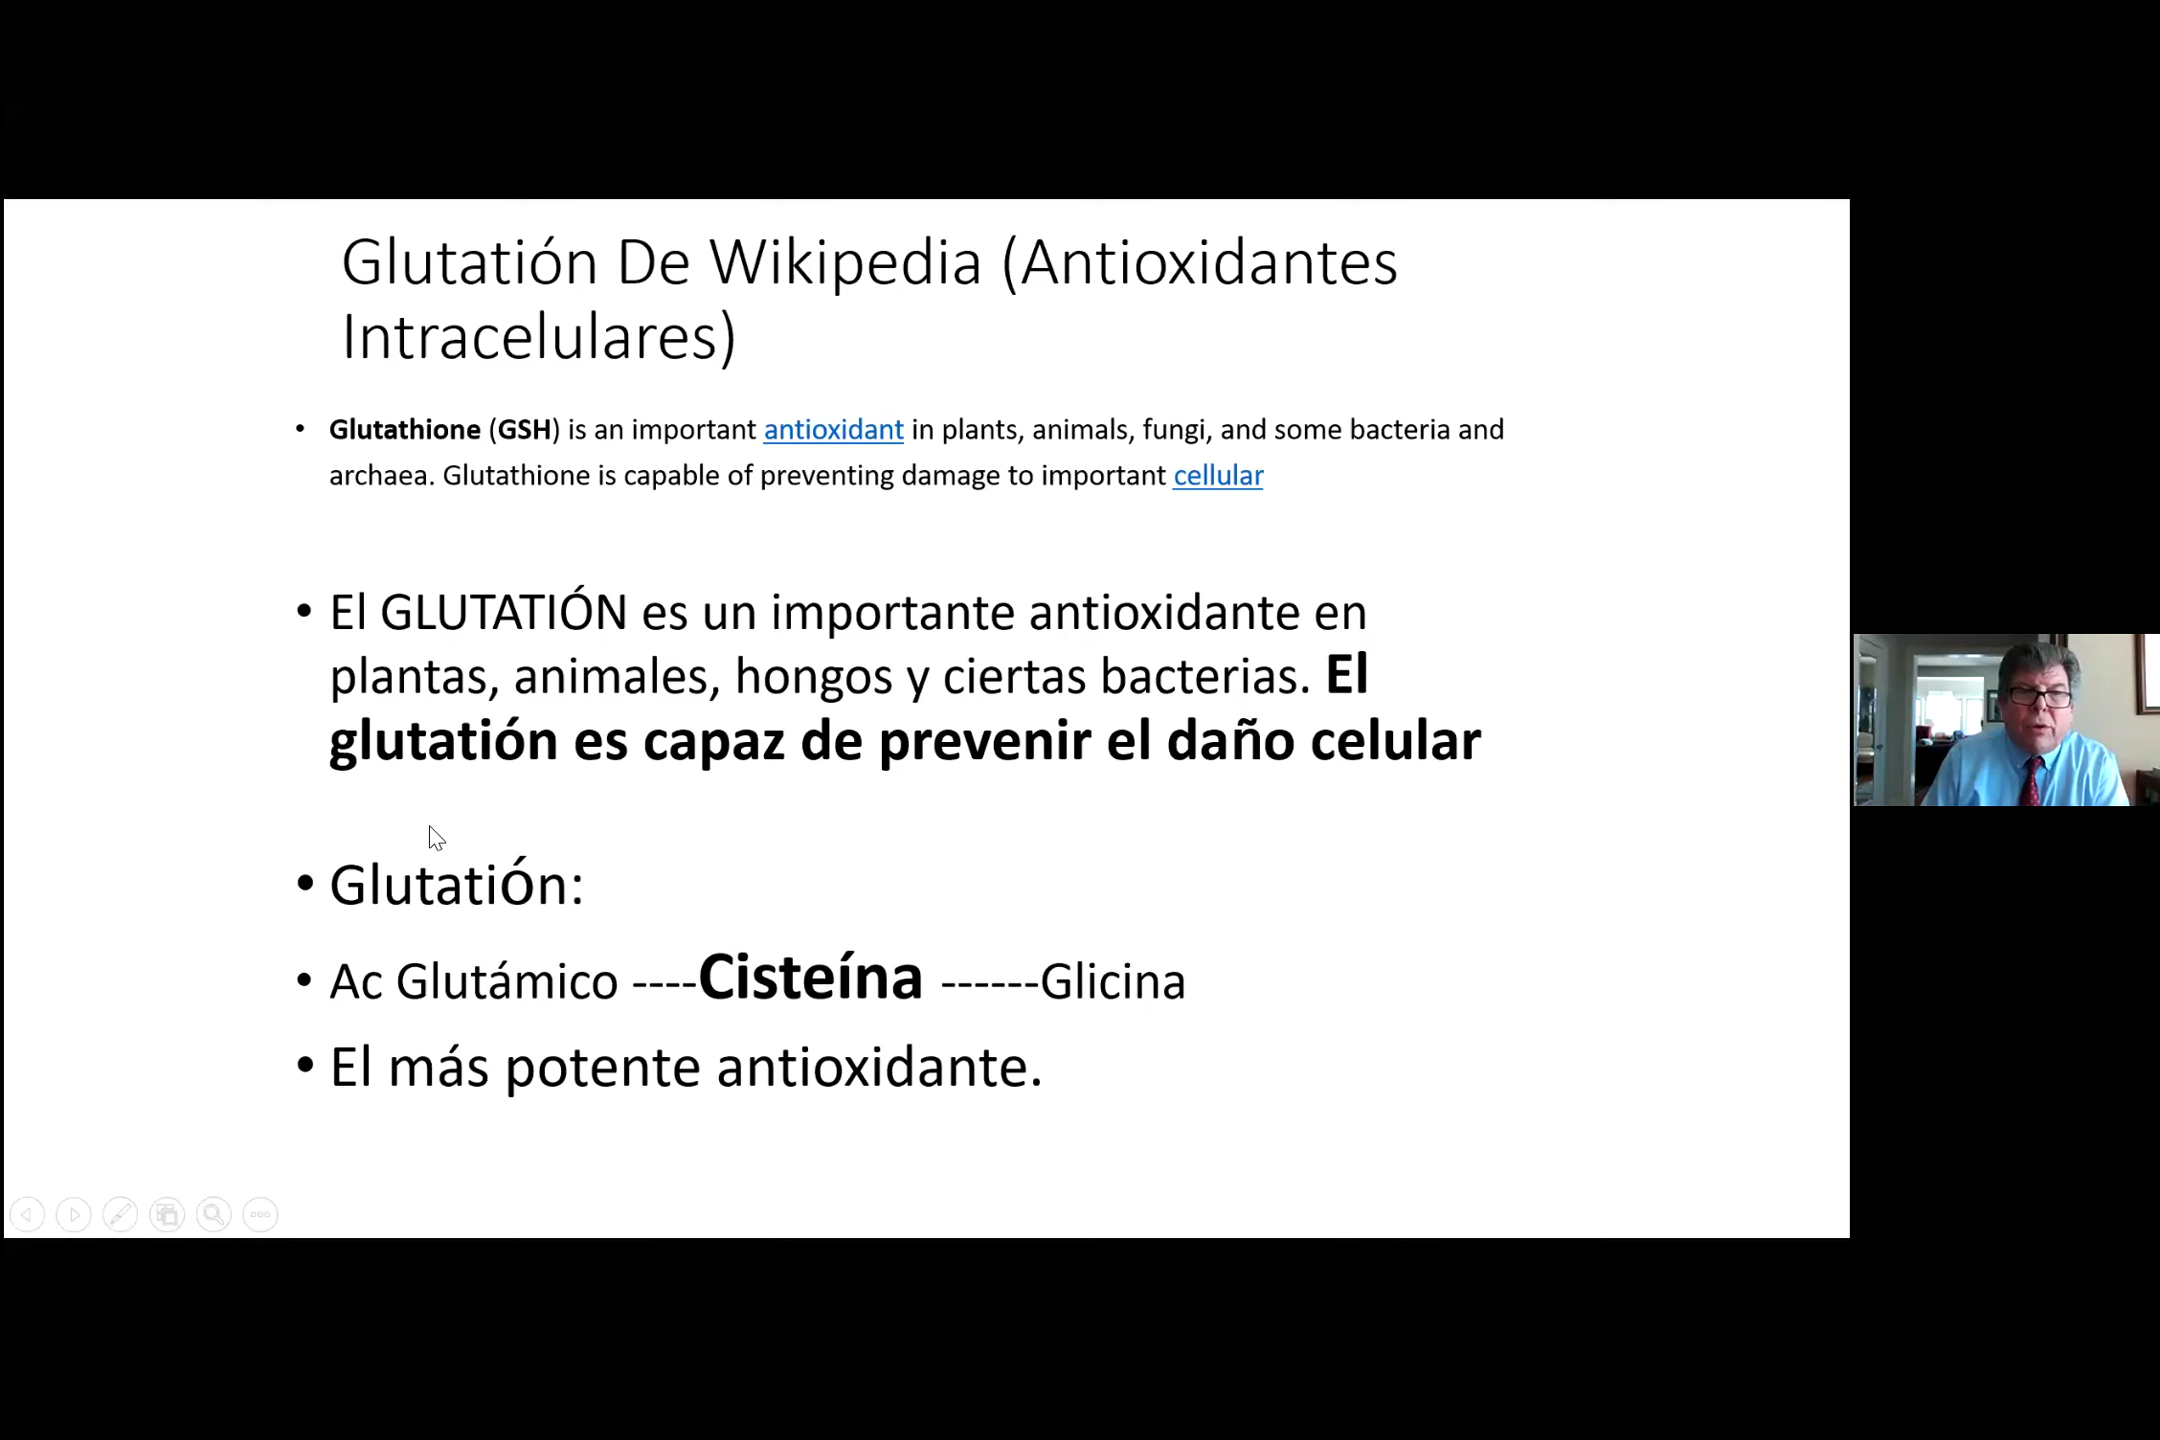 Glutatión De Wikipedia (Antioxidantes
Intracelulares)
• Glutathione (GSH) is an important antioxidant in plants, animals, fungi, and some bacteria and
archaea. Glutathione is capable of preventing damage to important cellular
• El GLUTATIÓN es un importante antioxidante en
plantas, animales, hongos y ciertas bacterias. El
glutatión es capaz de prevenir el daño celular
• Glutatión:
• Ac Glutámico ----Cisteína ------Glicina
• El más potente antioxidante.